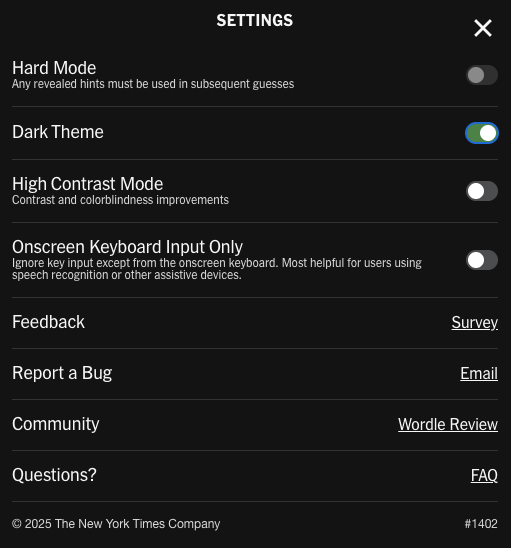 SETTINGS
Hard Mode
Any revealed hints must be used in subsequent guesses
Dark Theme
High Contrast Mode
Contrast and colorblindness improvements
Onscreen Keyboard Input Only
Ignore key input except from the onscreen keyboard. Most helpful for users using
speech recognition or other assistive devices.
Feedback Survey
Report a Bug Email
Community Wordle Review
Questions? FAQ
© 2025 The New York Times Company #1402